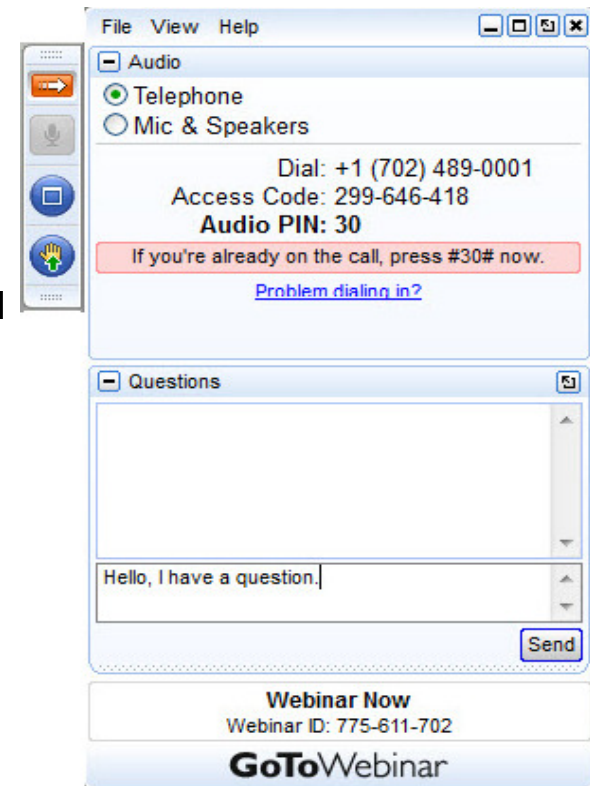 File View Help
Audio
Telephone
Mic & Speakers
Dial: +1 (702) 489-0001
Access Code: 299-646-418
Audio PIN: 30
If you're already on the call, press #30# now.
Problem dialing in?
Questions
Hello, I have a question.
Send
Webinar Now
Webinar ID: 775-611-702
GoToWebinar